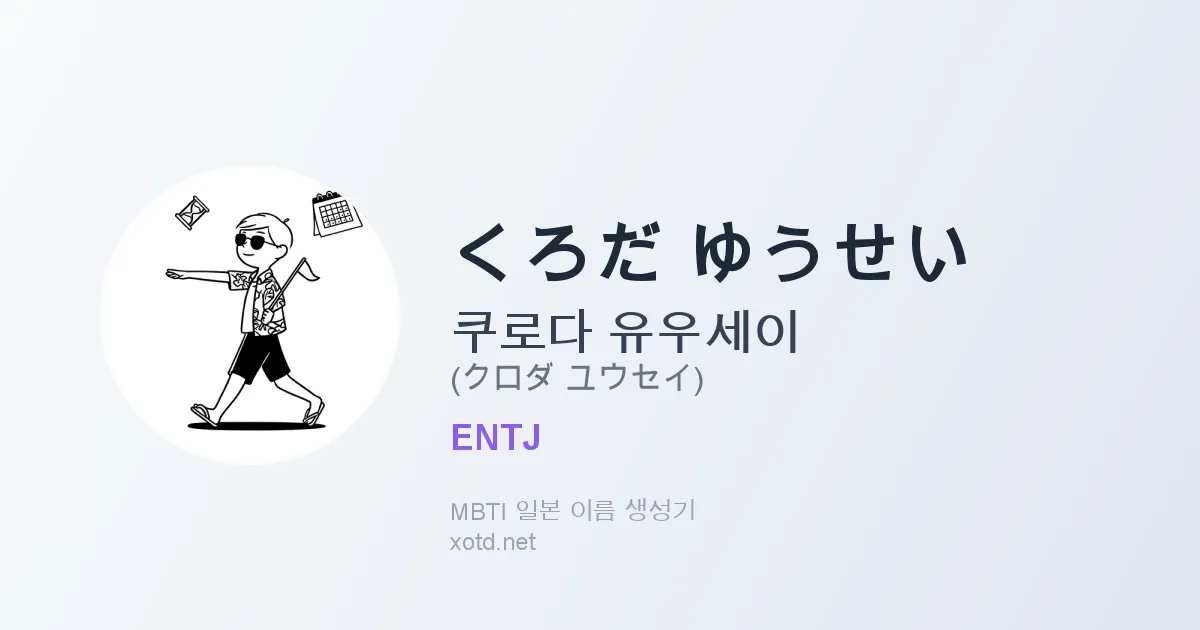 くろだ ゆうせい
쿠로다 유우세이
(クロダ ユウセイ)
ENTJ
MBTI 일본 이름 생성기
xotd.net